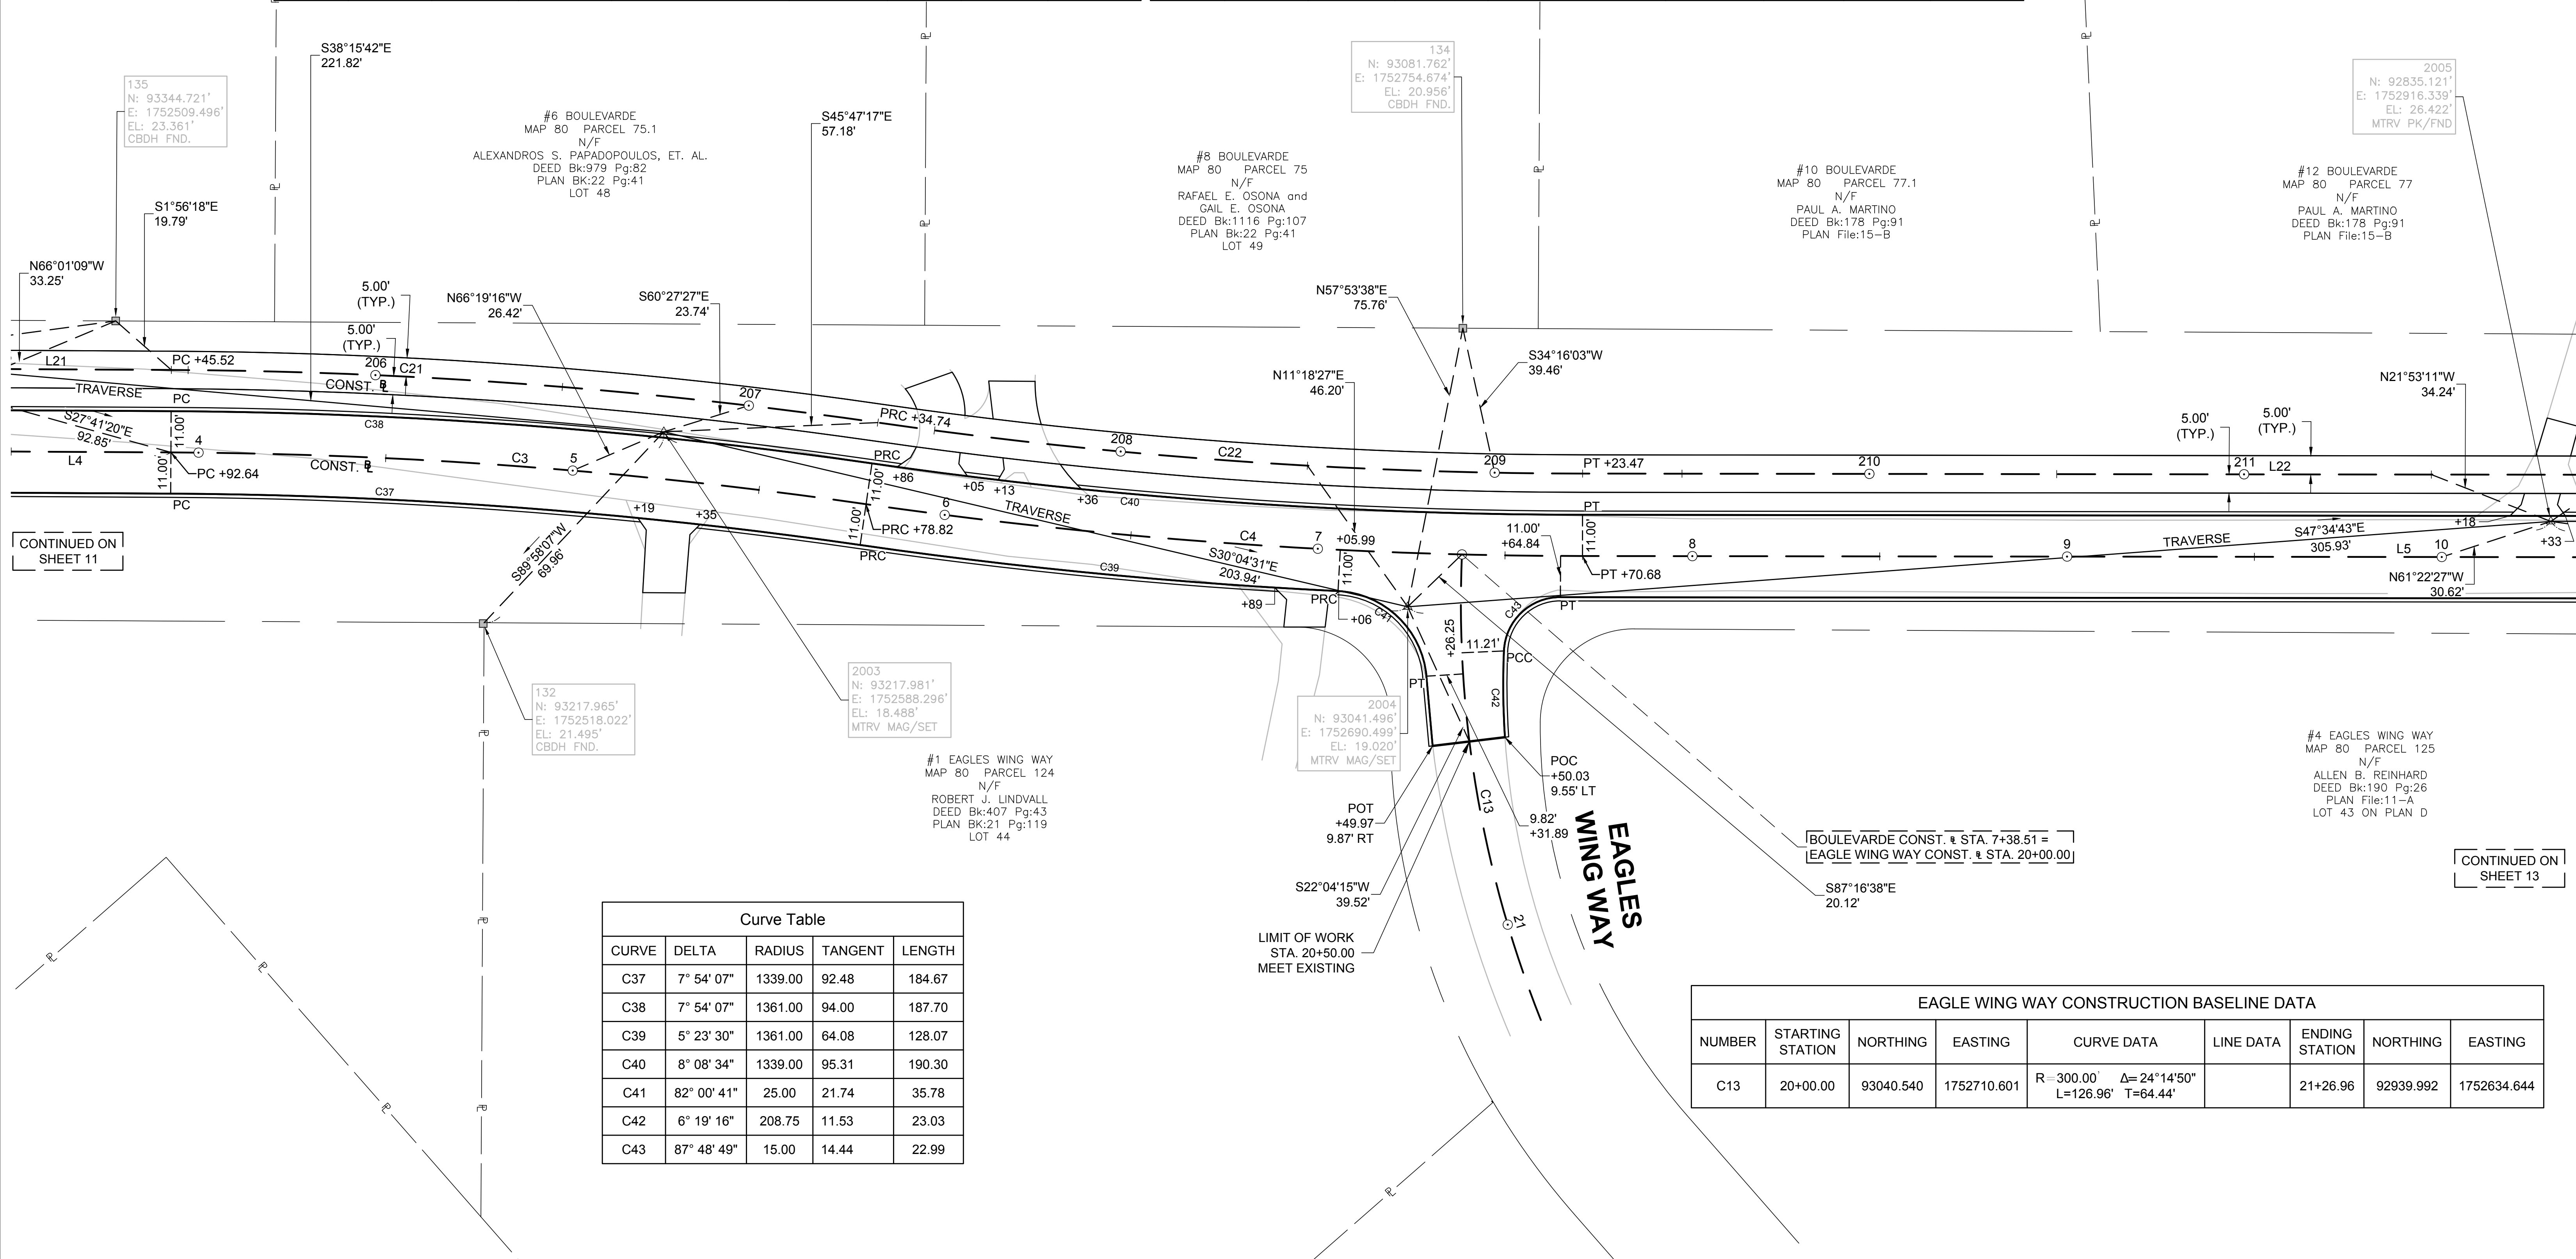 S38°15'42"E
221.82'
135
N: 93344.721'
E: 1752509.496'
EL: 23.361'
CBDH FND.
#6 BOULEVARDE
MAP 80 PARCEL 75.1
N/F
ALEXANDROS S. PAPADOPOULOS, ET. AL.
DEED Bk:979 Pg:82
PLAN BK:22 Pg:41
LOT 48
S45°47'17"E
57.18'
#8 BOULEVARDE
MAP 80 PARCEL 75
N/F
RAFAEL E. OSONA and
GAIL E. OSONA
DEED Bk:1116 Pg:107
PLAN Bk:22 Pg:41
LOT 49
134
N: 93081.762'
E: 1752754.674'
EL: 20.956'
CBDH FND.
#10 BOULEVARDE
MAP 80 PARCEL 77.1
N/F
PAUL A. MARTINO
DEED Bk:178 Pg:91
PLAN File:15-B
2005
N: 92835.121'
E: 1752916.339'
EL: 26.422'
MTRV PK/FND
#12 BOULEVARDE
MAP 80 PARCEL 77
N/F
PAUL A. MARTINO
DEED Bk:178 Pg:91
PLAN File:15-B
S1°56'18"E
19.79'
N66°01'09"W
33.25'
5.00'
(TYP.)
5.00'
(TYP.)
N66°19'16"W
26.42'
S60°27'27"E
23.74'
N57°53'38"E
75.76'
S34°16'03"W
39.46'
N11°18'27"E
46.20'
N21°53'11"W
34.24'
5.00'
(TYP.)
5.00'
(TYP.)
L21
PC +45.52
206
C21
CONST. ℄
207
PRC +34.74
208
C22
209
PT +23.47
210
211
L22
TRAVERSE
PC
S27°41'20"E
92.85'
11.00'
11.00'
4
L4
PC +92.64
PC
CONST. ℄
C38
C37
C3
5
+19
+35
PRC
11.00'
11.00'
+86
+05
+13
+36
C40
6
PRC +78.82
PRC
TRAVERSE
C4
C39
S30°04'31"E
203.94'
7
+05.99
11.00'
PRC
+89
+06
C41
11.00'
+64.84
PT
11.00'
PT +70.68
PT
C43
8
9
TRAVERSE
S47°34'43"E
305.93'
L5
10
+18
+33
N61°22'27"W
30.62'
S89°58'07"W
69.96'
CONTINUED ON
SHEET 11
+26.25
11.21'
PCC
PT
C42
132
N: 93217.965'
E: 1752518.022'
EL: 21.495'
CBDH FND.
2003
N: 93217.981'
E: 1752588.296'
EL: 18.488'
MTRV MAG/SET
2004
N: 93041.496'
E: 1752690.499'
EL: 19.020'
MTRV MAG/SET
#1 EAGLES WING WAY
MAP 80 PARCEL 124
N/F
ROBERT J. LINDVALL
DEED Bk:407 Pg:43
PLAN BK:21 Pg:119
LOT 44
POT
+49.97
9.87' RT
POC
+50.03
9.55' LT
9.82'
+31.89
C13
21
EAGLES
WING WAY
S22°04'15"W
39.52'
LIMIT OF WORK
STA. 20+50.00
MEET EXISTING
BOULEVARDE CONST. ℄ STA. 7+38.51 =
EAGLE WING WAY CONST. ℄ STA. 20+00.00
S87°16'38"E
20.12'
#4 EAGLES WING WAY
MAP 80 PARCEL 125
N/F
ALLEN B. REINHARD
DEED Bk:190 Pg:26
PLAN File:11-A
LOT 43 ON PLAN D
CONTINUED ON
SHEET 13
Curve Table
CURVE DELTA RADIUS TANGENT LENGTH
C37 7° 54' 07" 1339.00 92.48 184.67
C38 7° 54' 07" 1361.00 94.00 187.70
C39 5° 23' 30" 1361.00 64.08 128.07
C40 8° 08' 34" 1339.00 95.31 190.30
C41 82° 00' 41" 25.00 21.74 35.78
C42 6° 19' 16" 208.75 11.53 23.03
C43 87° 48' 49" 15.00 14.44 22.99
EAGLE WING WAY CONSTRUCTION BASELINE DATA
NUMBER STARTING STATION NORTHING EASTING CURVE DATA LINE DATA ENDING STATION NORTHING EASTING
C13 20+00.00 93040.540 1752710.601 R=300.00' Δ=24°14'50" L=126.96' T=64.44' 21+26.96 92939.992 1752634.644